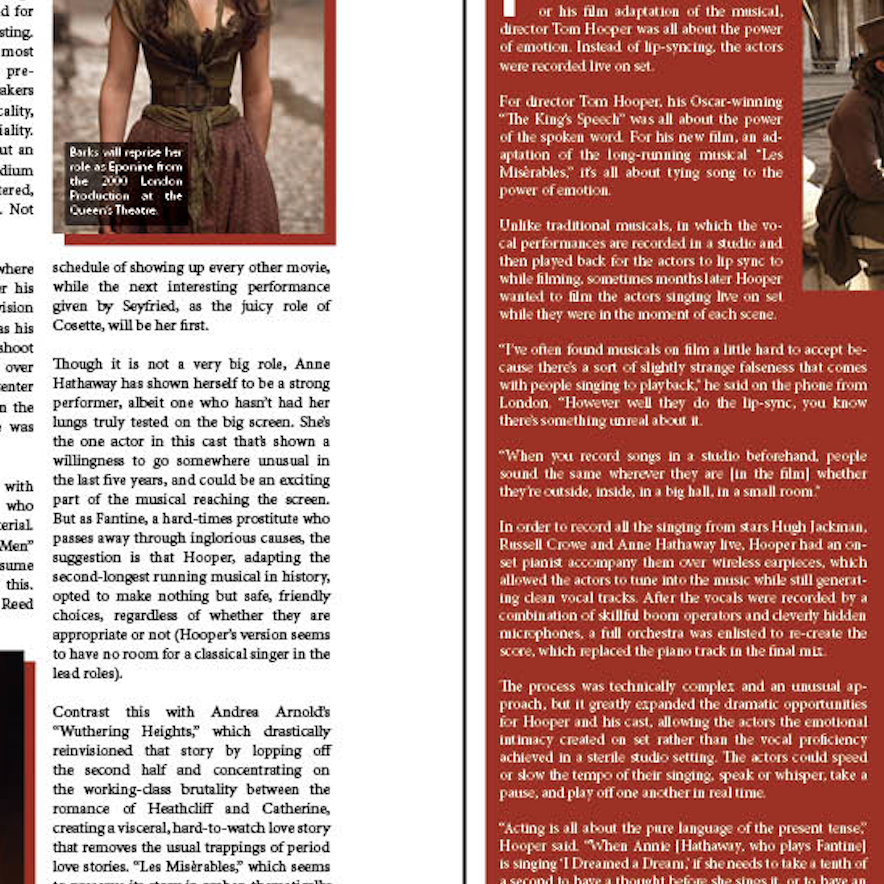 d for
sting.
most
pre-
akers
cality,
iality.
ut an
dium
tered,
. Not
where
er his
vision
as his
shoot
over
enter
n the
e was
with
who
terial.
Men”
sume
this.
Reed
Barks will reprise her
role as Eponine from
the 2000 London
Production at the
Queen's Theatre.
schedule of showing up every other movie,
while the next interesting performance
given by Seyfried, as the juicy role of
Cosette, will be her first.
Though it is not a very big role, Anne
Hathaway has shown herself to be a strong
performer, albeit one who hasn't had her
lungs truly tested on the big screen. She's
the one actor in this cast that's shown a
willingness to go somewhere unusual in
the last five years, and could be an exciting
part of the musical reaching the screen.
But as Fantine, a hard-times prostitute who
passes away through inglorious causes, the
suggestion is that Hooper, adapting the
second-longest running musical in history,
opted to make nothing but safe, friendly
choices, regardless of whether they are
appropriate or not (Hooper's version seems
to have no room for a classical singer in the
lead roles).
Contrast this with Andrea Arnold's
“Wuthering Heights,” which drastically
reinvisioned that story by lopping off
the second half and concentrating on
the working-class brutality between the
romance of Heathcliff and Catherine,
creating a visceral, hard-to-watch love story
that removes the usual trappings of period
love stories. “Les Misèrables,” which seems
or his film adaptation of the musical,
director Tom Hooper was all about the power
of emotion. Instead of lip-syncing, the actors
were recorded live on set.
For director Tom Hooper, his Oscar-winning
“The King's Speech” was all about the power
of the spoken word. For his new film, an ad-
aptation of the long-running musical “Les
Misèrables,” it's all about tying song to the
power of emotion.
Unlike traditional musicals, in which the vo-
cal performances are recorded in a studio and
then played back for the actors to lip sync to
while filming, sometimes months later Hooper
wanted to film the actors singing live on set
while they were in the moment of each scene.
“I've often found musicals on film a little hard to accept be-
cause there's a sort of slightly strange falseness that comes
with people singing to playback,” he said on the phone from
London. “However well they do the lip-sync, you know
there's something unreal about it.
“When you record songs in a studio beforehand, people
sound the same wherever they are [in the film] whether
they're outside, inside, in a big hall, in a small room.”
In order to record all the singing from stars Hugh Jackman,
Russell Crowe and Anne Hathaway live, Hooper had an on-
set pianist accompany them over wireless earpieces, which
allowed the actors to tune into the music while still generat-
ing clean vocal tracks. After the vocals were recorded by a
combination of skillful boom operators and cleverly hidden
microphones, a full orchestra was enlisted to re-create the
score, which replaced the piano track in the final mix.
The process was technically complex and an unusual ap-
proach, but it greatly expanded the dramatic opportunities
for Hooper and his cast, allowing the actors the emotional
intimacy created on set rather than the vocal proficiency
achieved in a sterile studio setting. The actors could speed
or slow the tempo of their singing, speak or whisper, take a
pause, and play off one another in real time.
“Acting is all about the pure language of the present tense,”
Hooper said. “When Annie [Hathaway, who plays Fantine]
is singing ‘I Dreamed a Dream,’ if she needs to take a tenth of
a second to have a thought before she sings it, or to have an